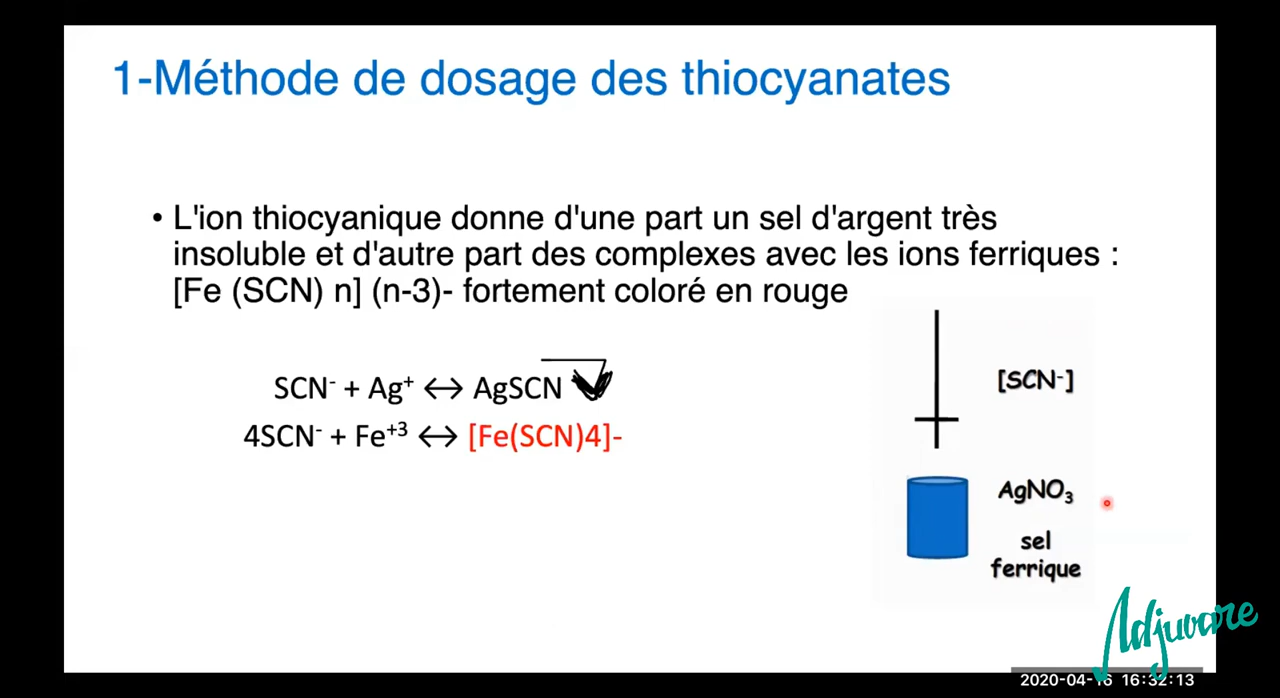 1-Méthode de dosage des thiocyanates
• L'ion thiocyanique donne d'une part un sel d'argent très
insoluble et d'autre part des complexes avec les ions ferriques :
[Fe (SCN) n] (n-3)- fortement coloré en rouge
SCN⁻ + Ag⁺ ↔ AgSCN
4SCN⁻ + Fe⁺³ ↔ [Fe(SCN)4]-
[SCN⁻]
AgNO₃
sel
ferrique
Adjuware
2020-04-16 16:32:13